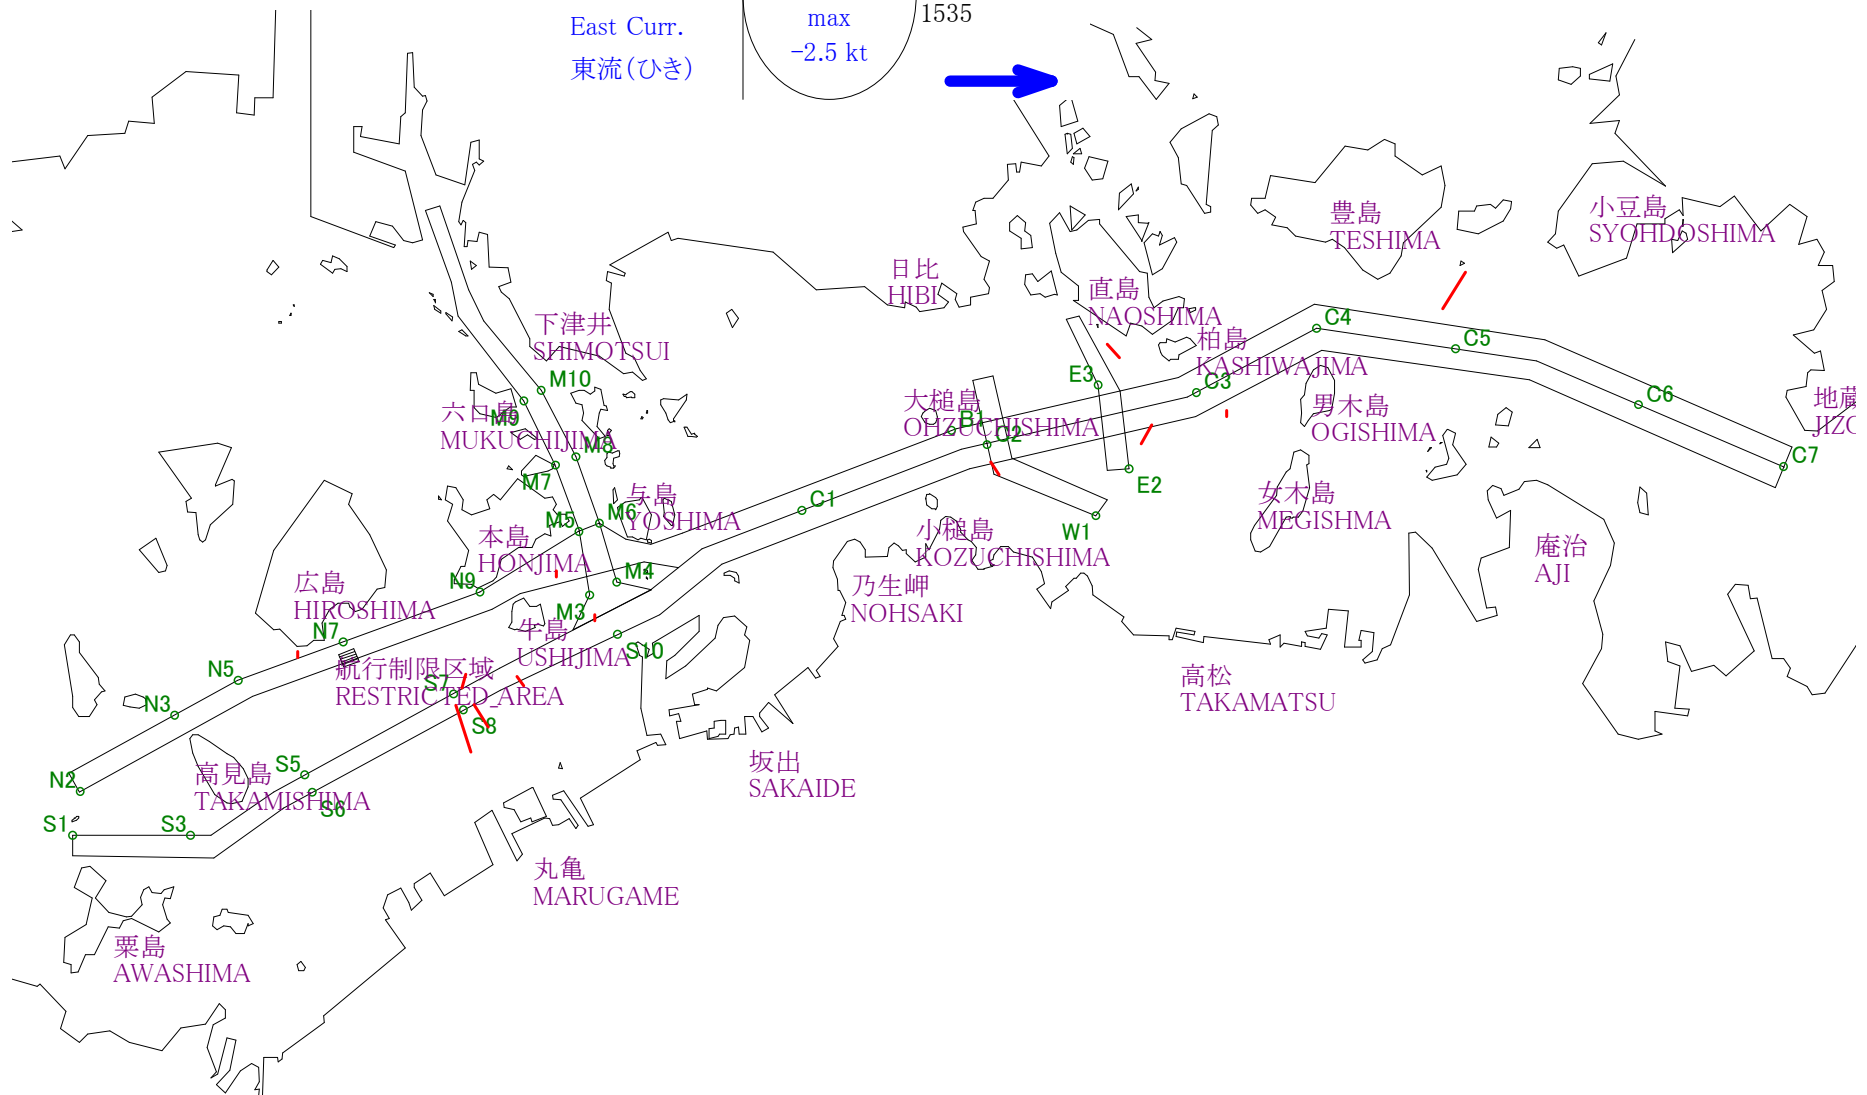 East Curr.
東流(ひき)
max
-2.5 kt
1535
豊島
TESHIMA
小豆島
SYOHDOSHIMA
日比
HIBI
直島
NAOSHIMA
下津井
SHIMOTSUI
柏島
KASHIWAJIMA
C4
C5
M10
E3
C3
C6
M9
六口島
MUKUCHIJIMA
大槌島
OHZUCHISHIMA
B1
C2
男木島
OGISHIMA
地蔵
JIZO
M8
M7
C7
E2
与島
YOSHIMA
C1
女木島
MEGISHMA
M5
M6
W1
本島
HONJIMA
小槌島
KOZUCHISHIMA
庵治
AJI
広島
HIROSHIMA
N9
M4
M3
乃生岬
NOHSAKI
N7
牛島
USHIJIMA
S10
N5
航行制限区域
RESTRICTED_AREA
S7
高松
TAKAMATSU
N3
S8
N2
高見島
TAKAMISHIMA
S5
S6
坂出
SAKAIDE
S1
S3
丸亀
MARUGAME
粟島
AWASHIMA